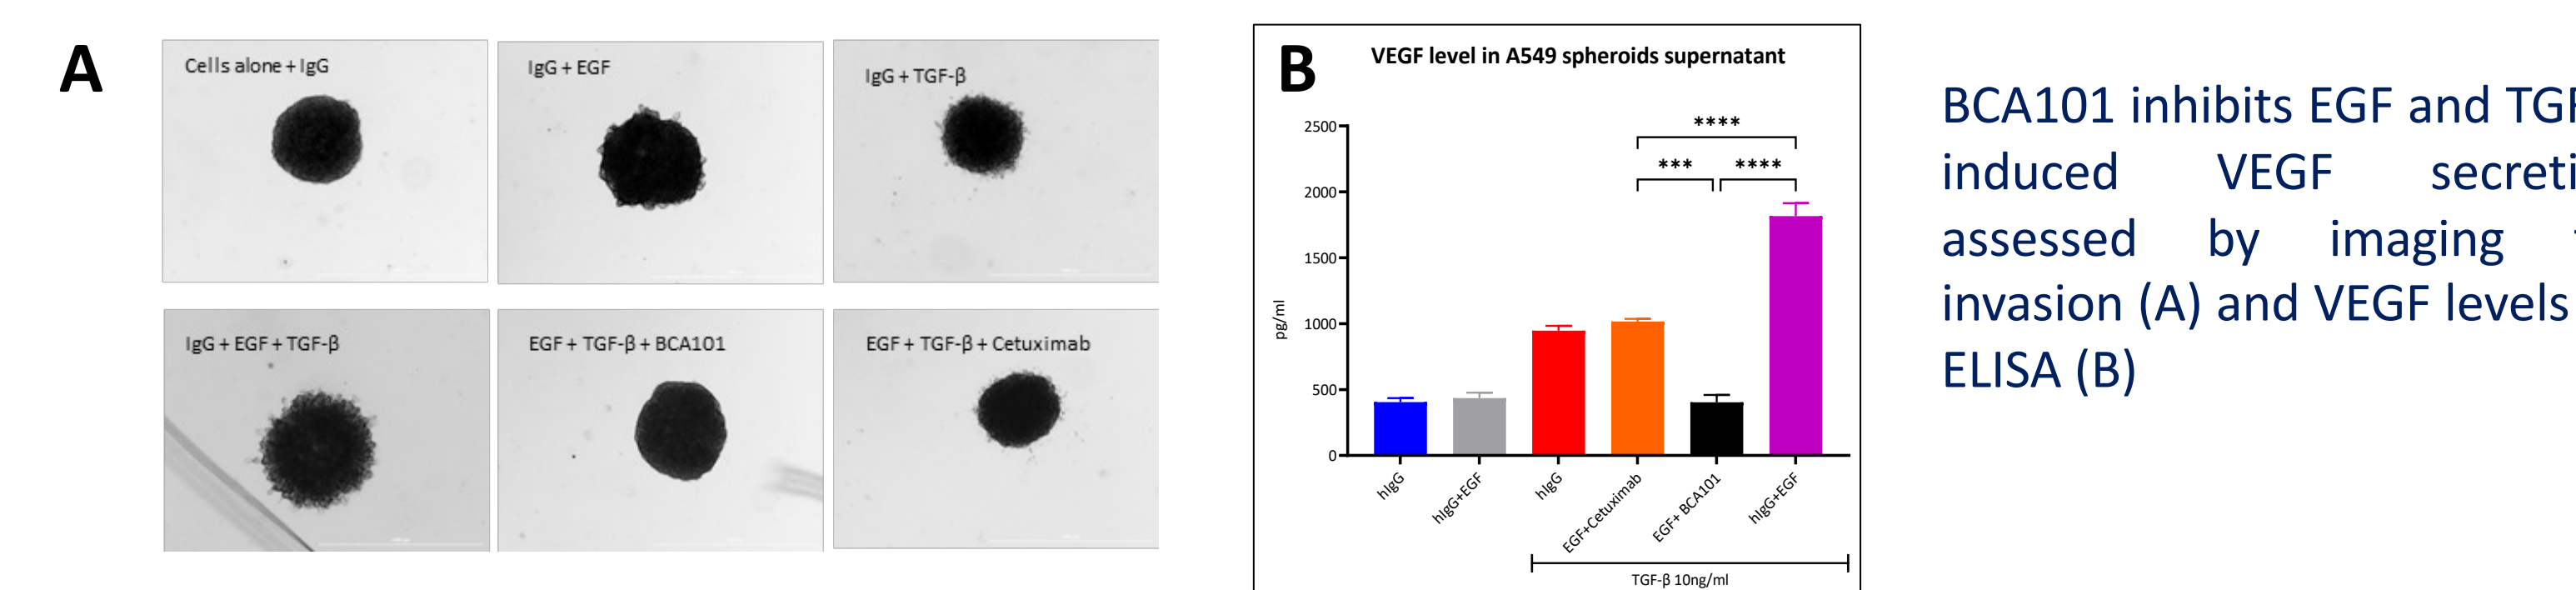 A
Cells alone + IgG
IgG + EGF
IgG + TGF-β
IgG + EGF + TGF-β
EGF + TGF-β + BCA101
EGF + TGF-β + Cetuximab
B
VEGF level in A549 spheroids supernatant
pg/ml
2500
2000
1500
1000
500
0
****
*** ****
hIgG
hIgG+EGF
hIgG
EGF+Cetuximab
EGF+ BCA101
hIgG+EGF
TGF-β 10ng/ml
BCA101 inhibits EGF and
induced VEGF
assessed by imaging
invasion (A) and VEGF levels
ELISA (B)